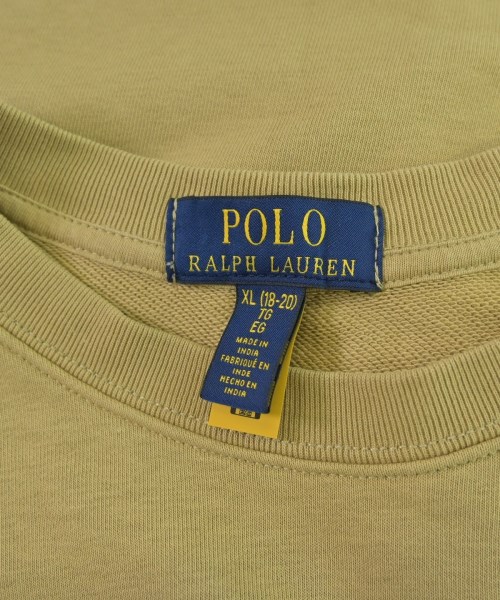 POLO
RALPH LAUREN
XL (18-20)
TG
EG
MADE IN
INDIA
FABRIQUÉ EN
INDE
HECHO EN
INDIA